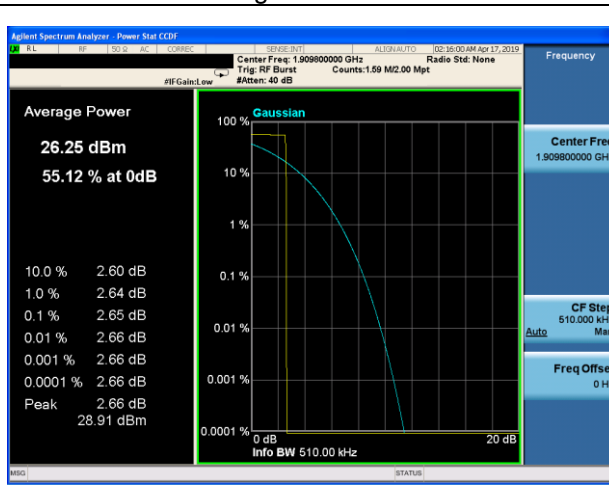 Agilent Spectrum Analyzer - Power Stat CCDF
RL RF 50 Ω AC CORREC SENSE:INT ALIGNAUTO 02:16:00 AM Apr 17, 2019
Center Freq: 1.909800000 GHz Radio Std: None
Trig: RF Burst Counts:1.59 M/2.00 Mpt
#IFGain:Low #Atten: 40 dB
Frequency
Average Power
26.25 dBm
55.12 % at 0dB
10.0 % 2.60 dB
1.0 % 2.64 dB
0.1 % 2.65 dB
0.01 % 2.66 dB
0.001 % 2.66 dB
0.0001 % 2.66 dB
Peak 2.66 dB
28.91 dBm
Gaussian
100 %
10 %
1 %
0.1 %
0.01 %
0.001 %
0.0001 %
0 dB 20 dB
Info BW 510.00 kHz
Center Fre
1.909800000 GH
CF Step
510.000 kH
Auto Ma
Freq Offse
0 H
MSG STATUS